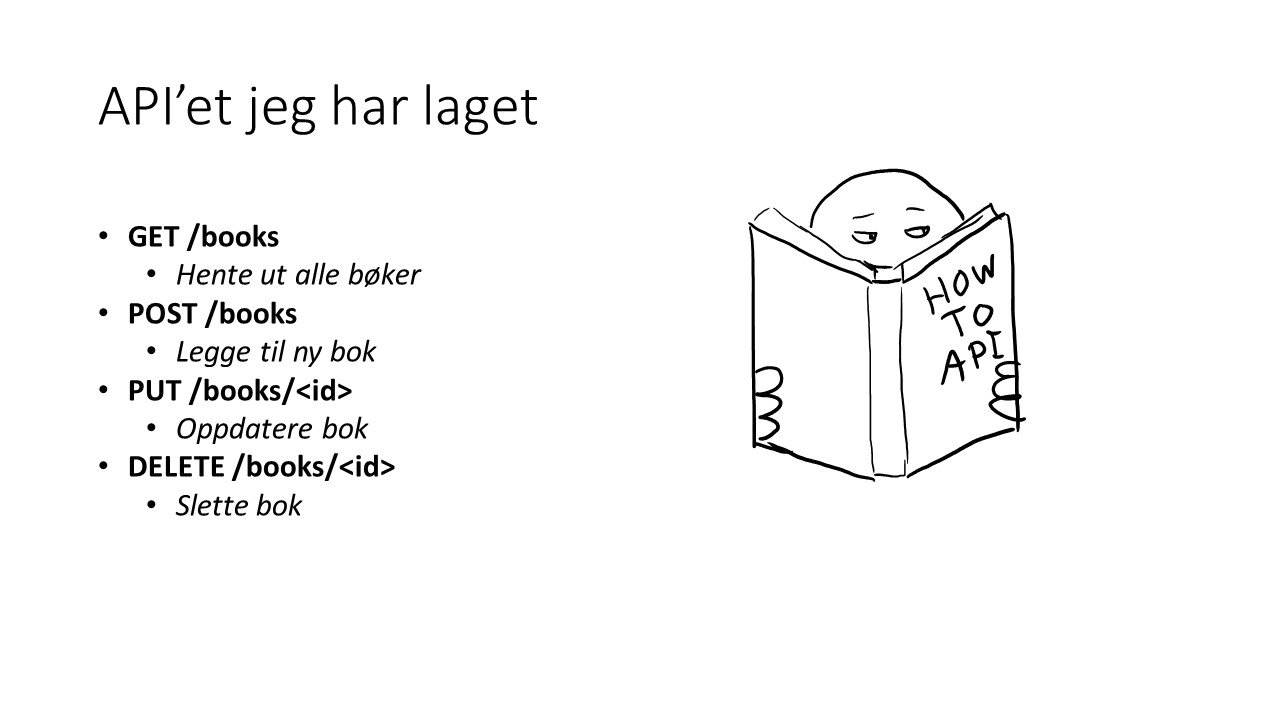 API’et jeg har laget
• GET /books
• Hente ut alle bøker
• POST /books
• Legge til ny bok
• PUT /books/<id>
• Oppdatere bok
• DELETE /books/<id>
• Slette bok
HOW
TO
API